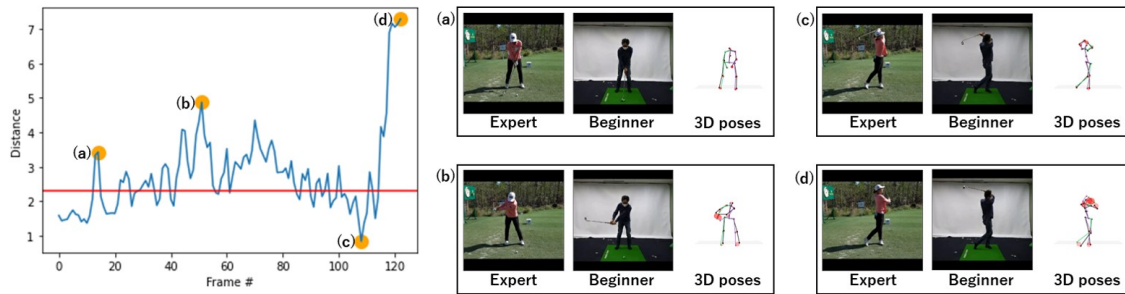 7
6
5
4
3
2
1
Distance
0
20
40
60
80
100
120
Frame #
(a)
(b)
(c)
(d)
(a)
Expert
Beginner
3D poses
(b)
Expert
Beginner
3D poses
(c)
Expert
Beginner
3D poses
(d)
Expert
Beginner
3D poses